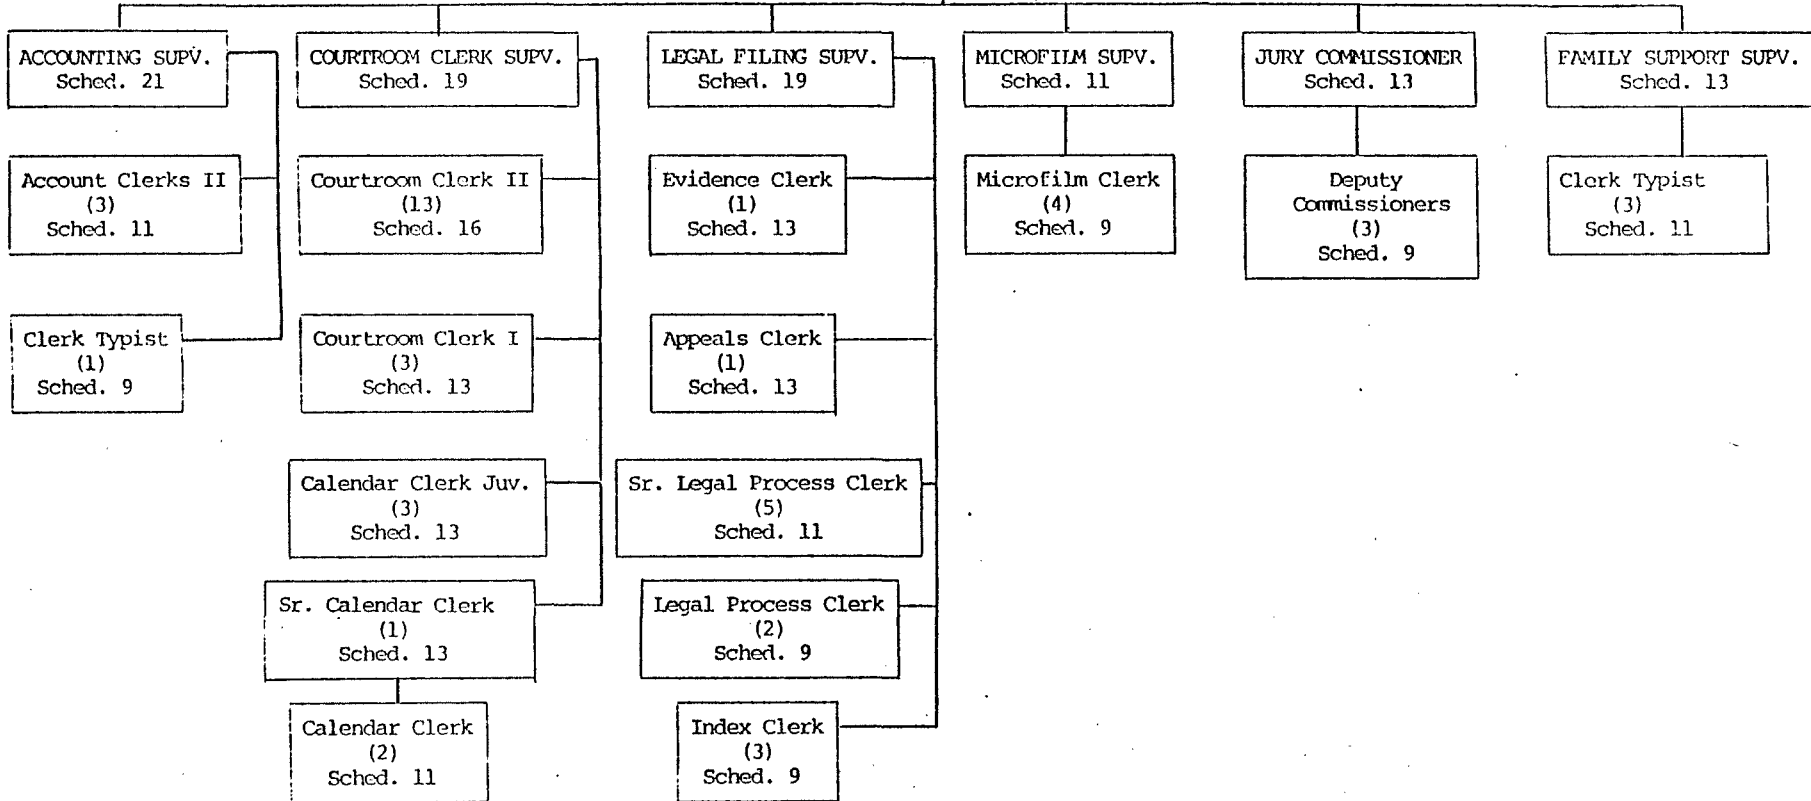 ACCOUNTING SUPV.
Sched. 21
COURTROOM CLERK SUPV.
Sched. 19
LEGAL FILING SUPV.
Sched. 19
MICROFILM SUPV.
Sched. 11
JURY COMMISSIONER
Sched. 13
FAMILY SUPPORT SUPV.
Sched. 13
Account Clerks II
(3)
Sched. 11
Courtroom Clerk II
(13)
Sched. 16
Evidence Clerk
(1)
Sched. 13
Microfilm Clerk
(4)
Sched. 9
Deputy
Commissioners
(3)
Sched. 9
Clerk Typist
(3)
Sched. 11
Clerk Typist
(1)
Sched. 9
Courtroom Clerk I
(3)
Sched. 13
Appeals Clerk
(1)
Sched. 13
Calendar Clerk Juv.
(3)
Sched. 13
Sr. Legal Process Clerk
(5)
Sched. 11
Sr. Calendar Clerk
(1)
Sched. 13
Legal Process Clerk
(2)
Sched. 9
Calendar Clerk
(2)
Sched. 11
Index Clerk
(3)
Sched. 9